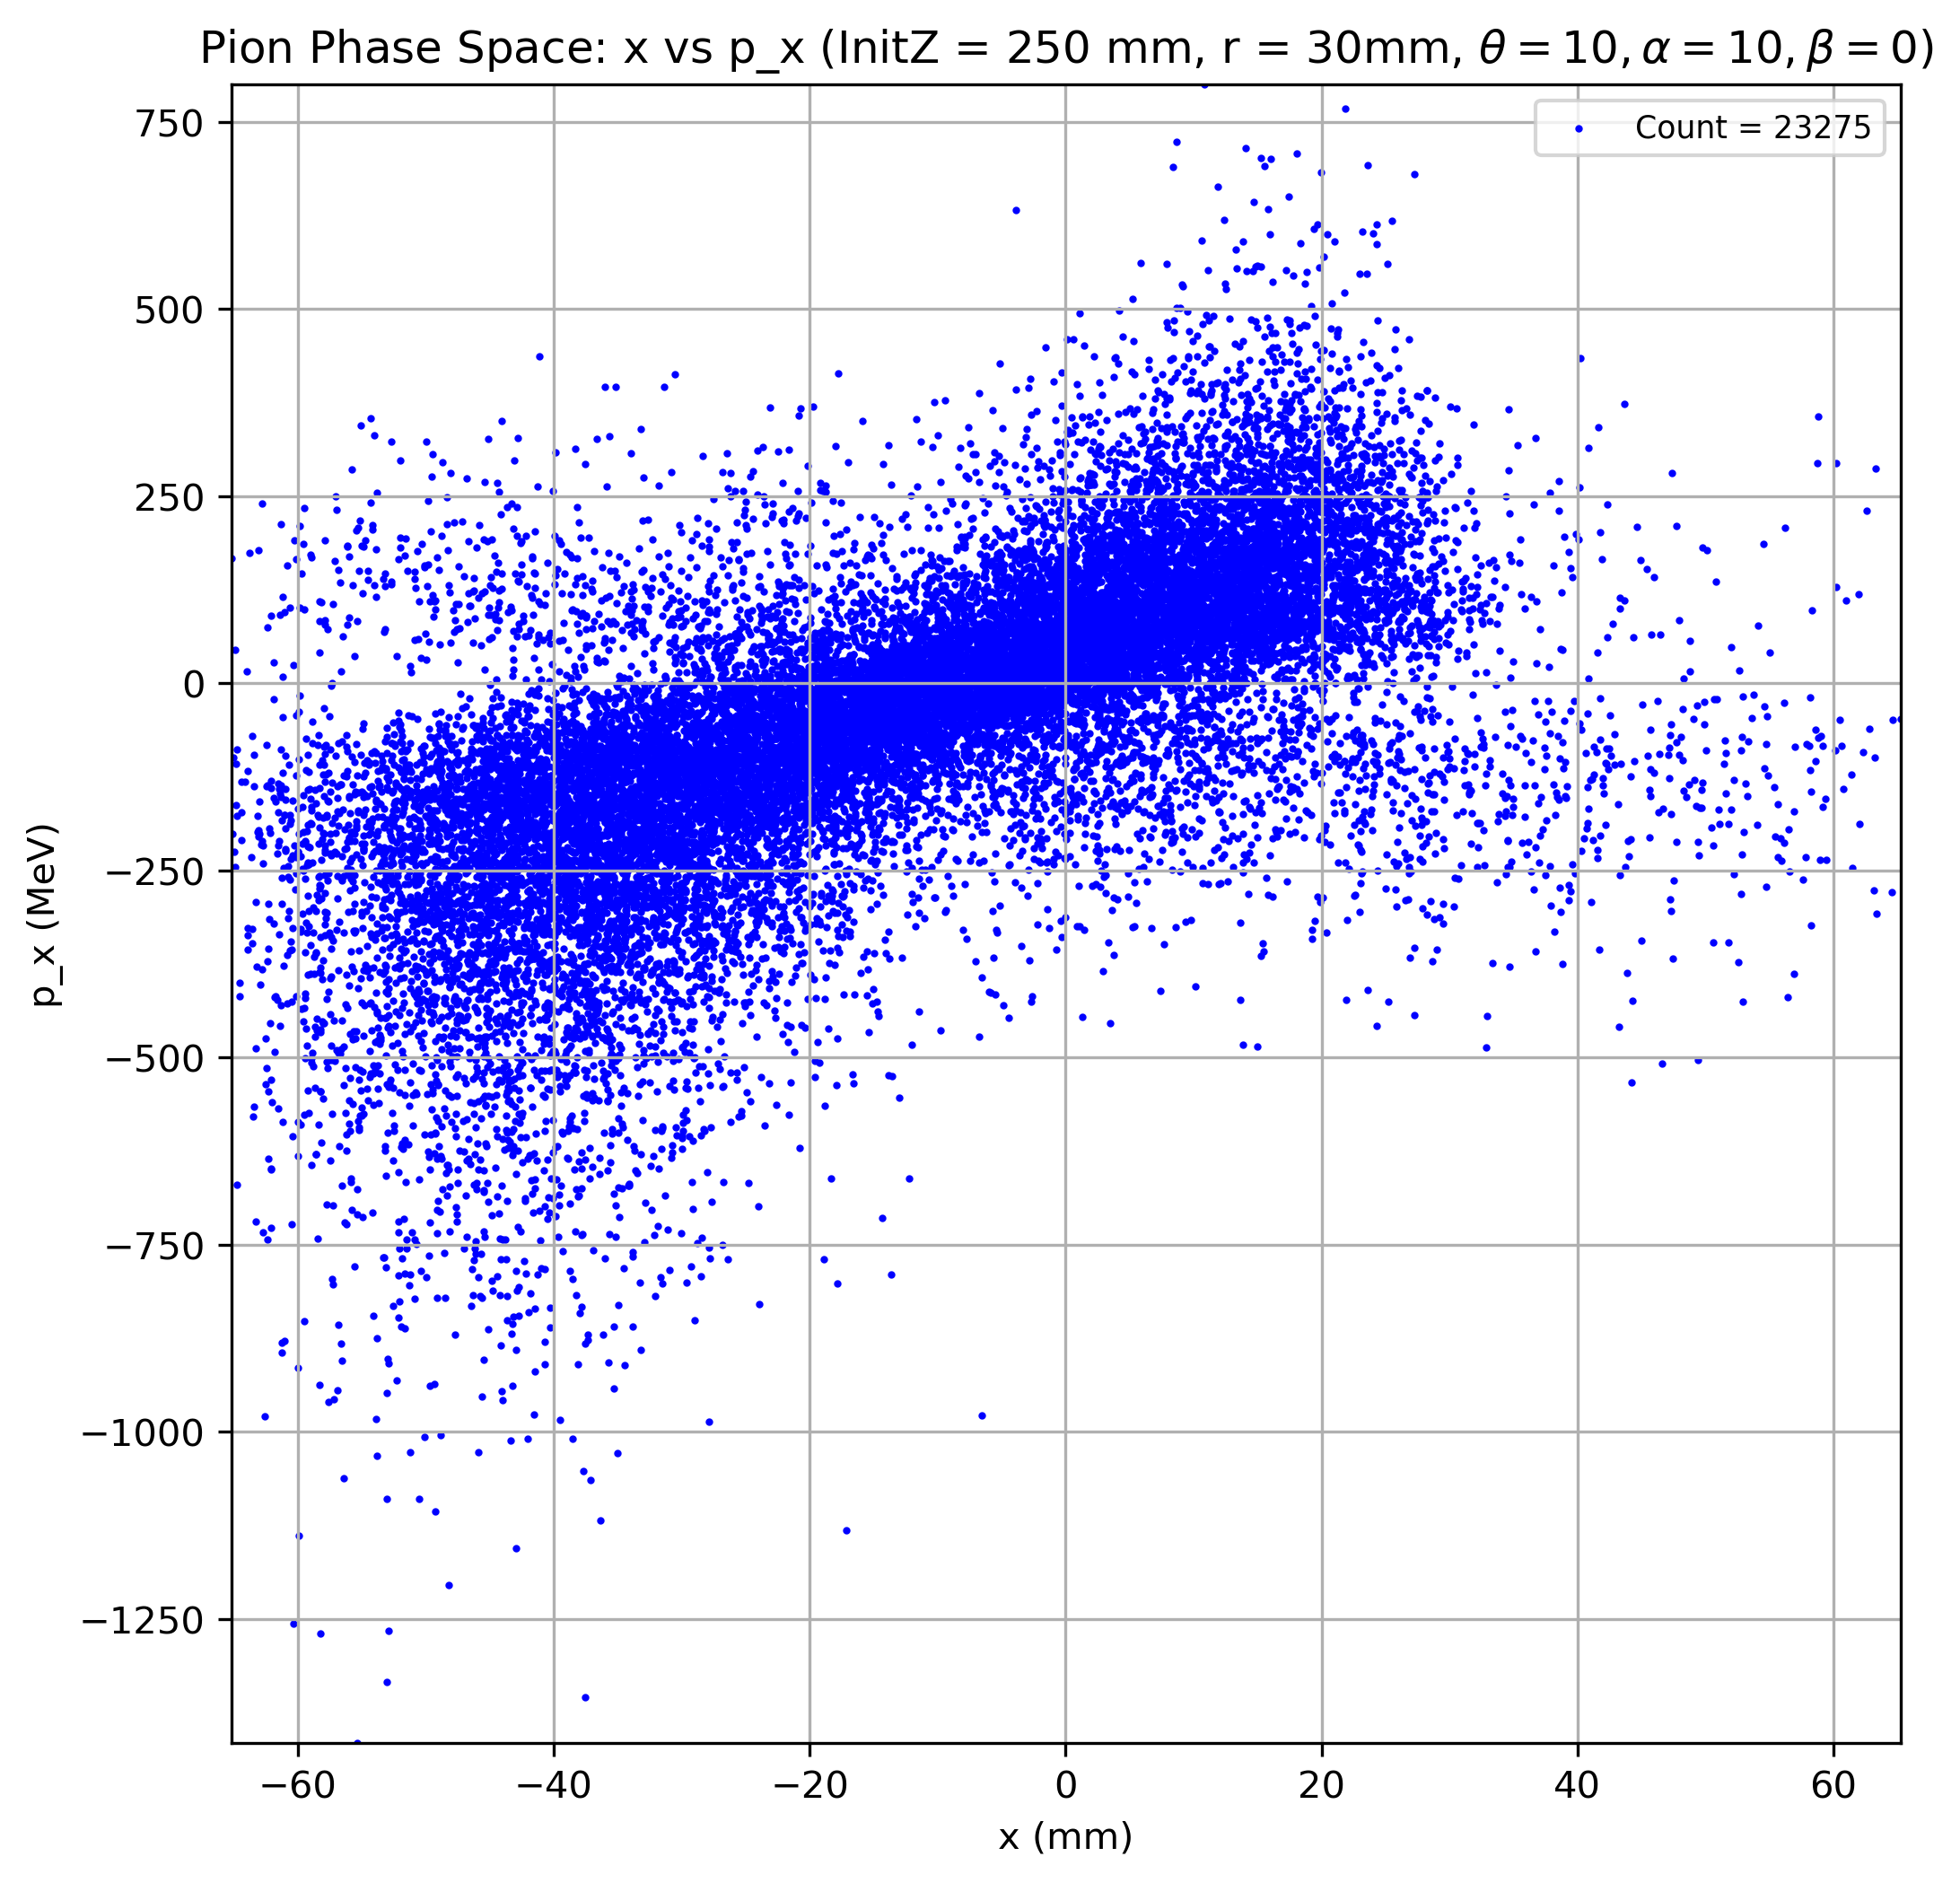 Pion Phase Space: x vs p_x (InitZ = 250 mm, r = 30mm, θ = 10, α = 10, β = 0)
Count = 23275
750
500
250
0
−250
−500
−750
−1000
−1250
p_x (MeV)
−60 −40 −20 0 20 40 60
x (mm)